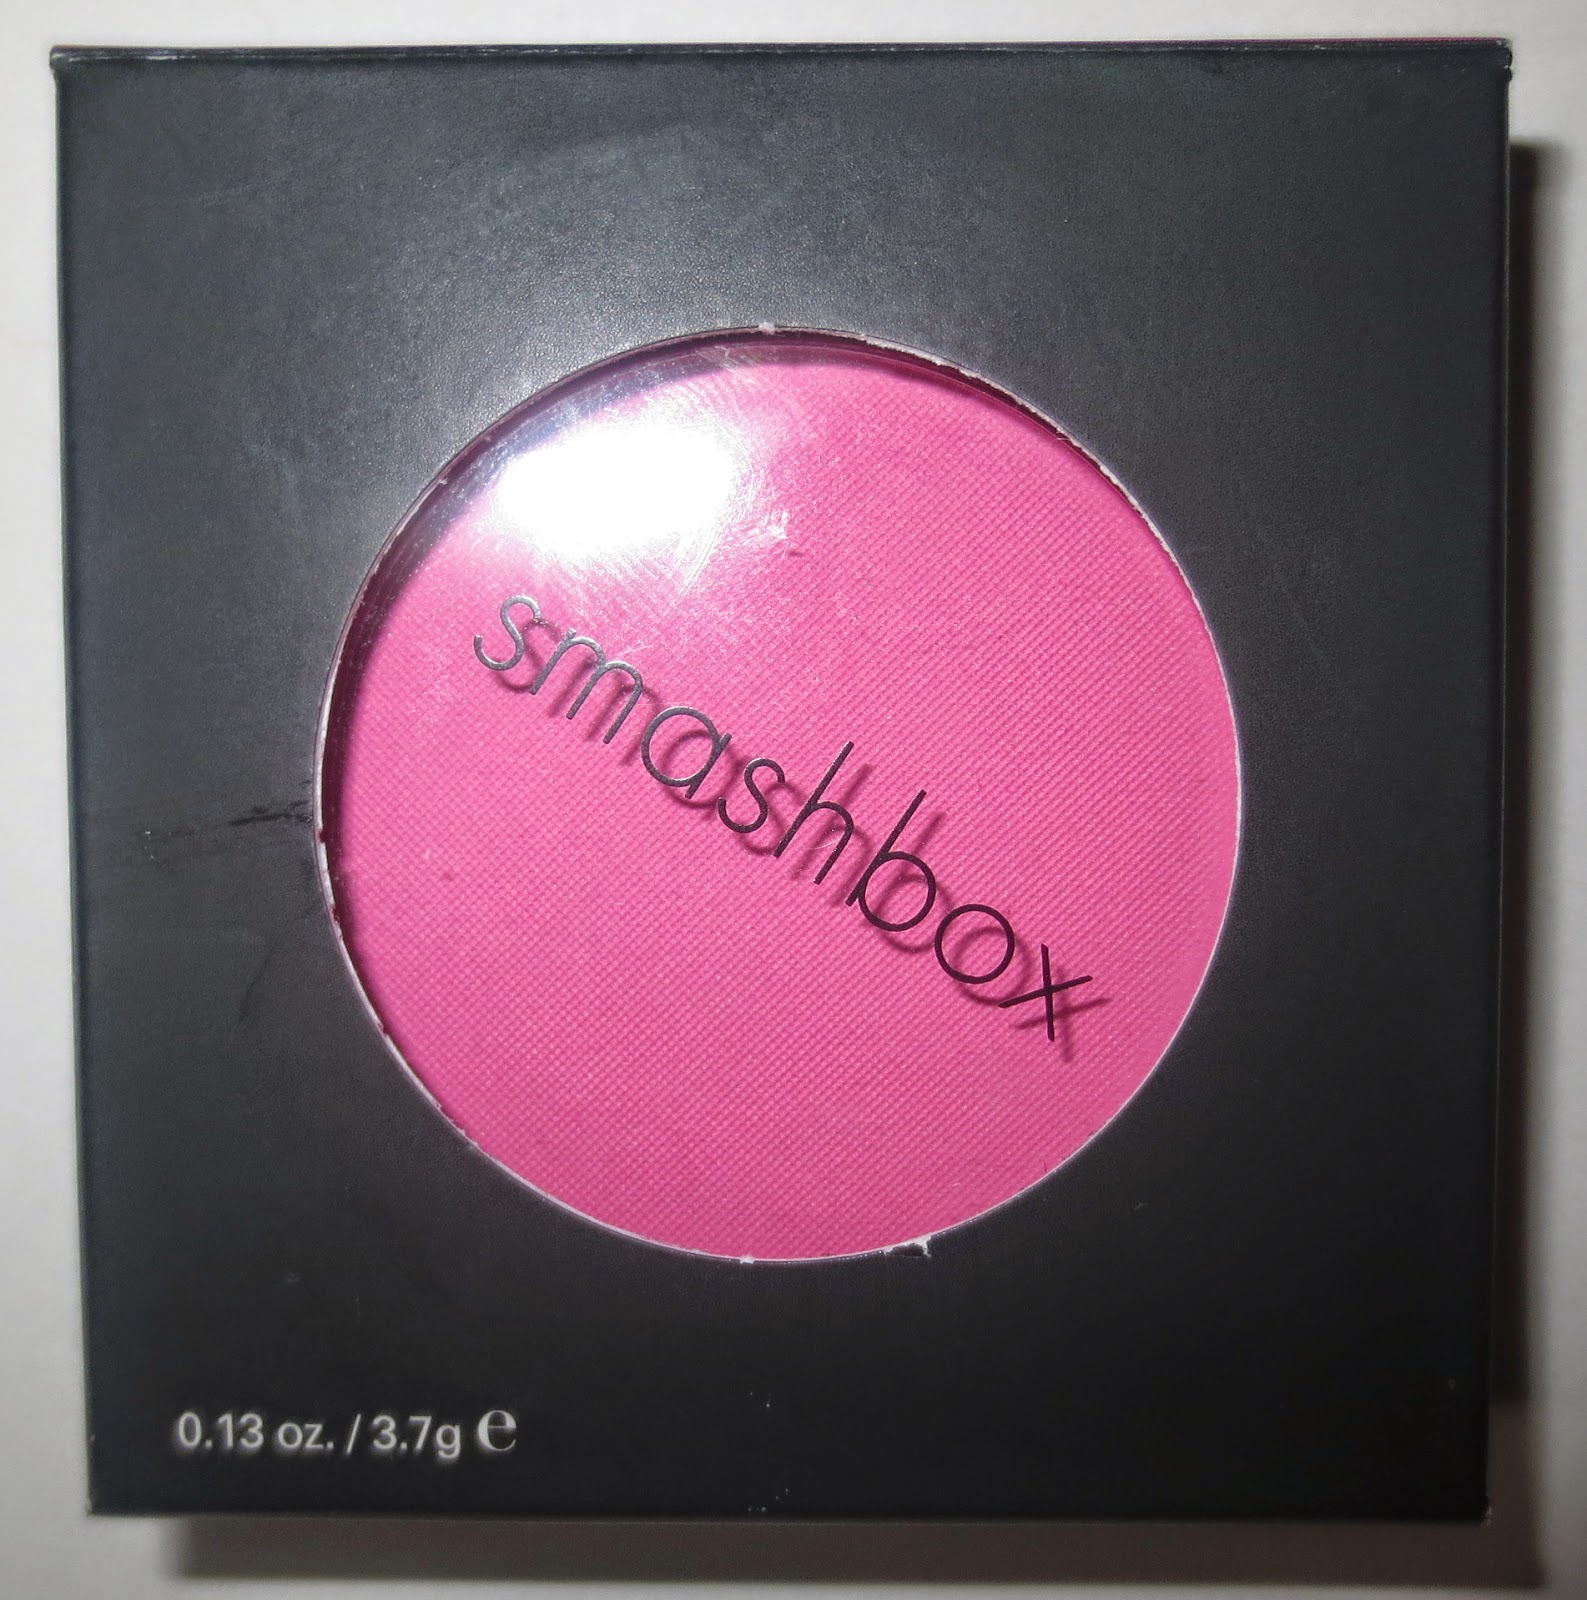 smashbox
0.13 oz. / 3.7g ℮